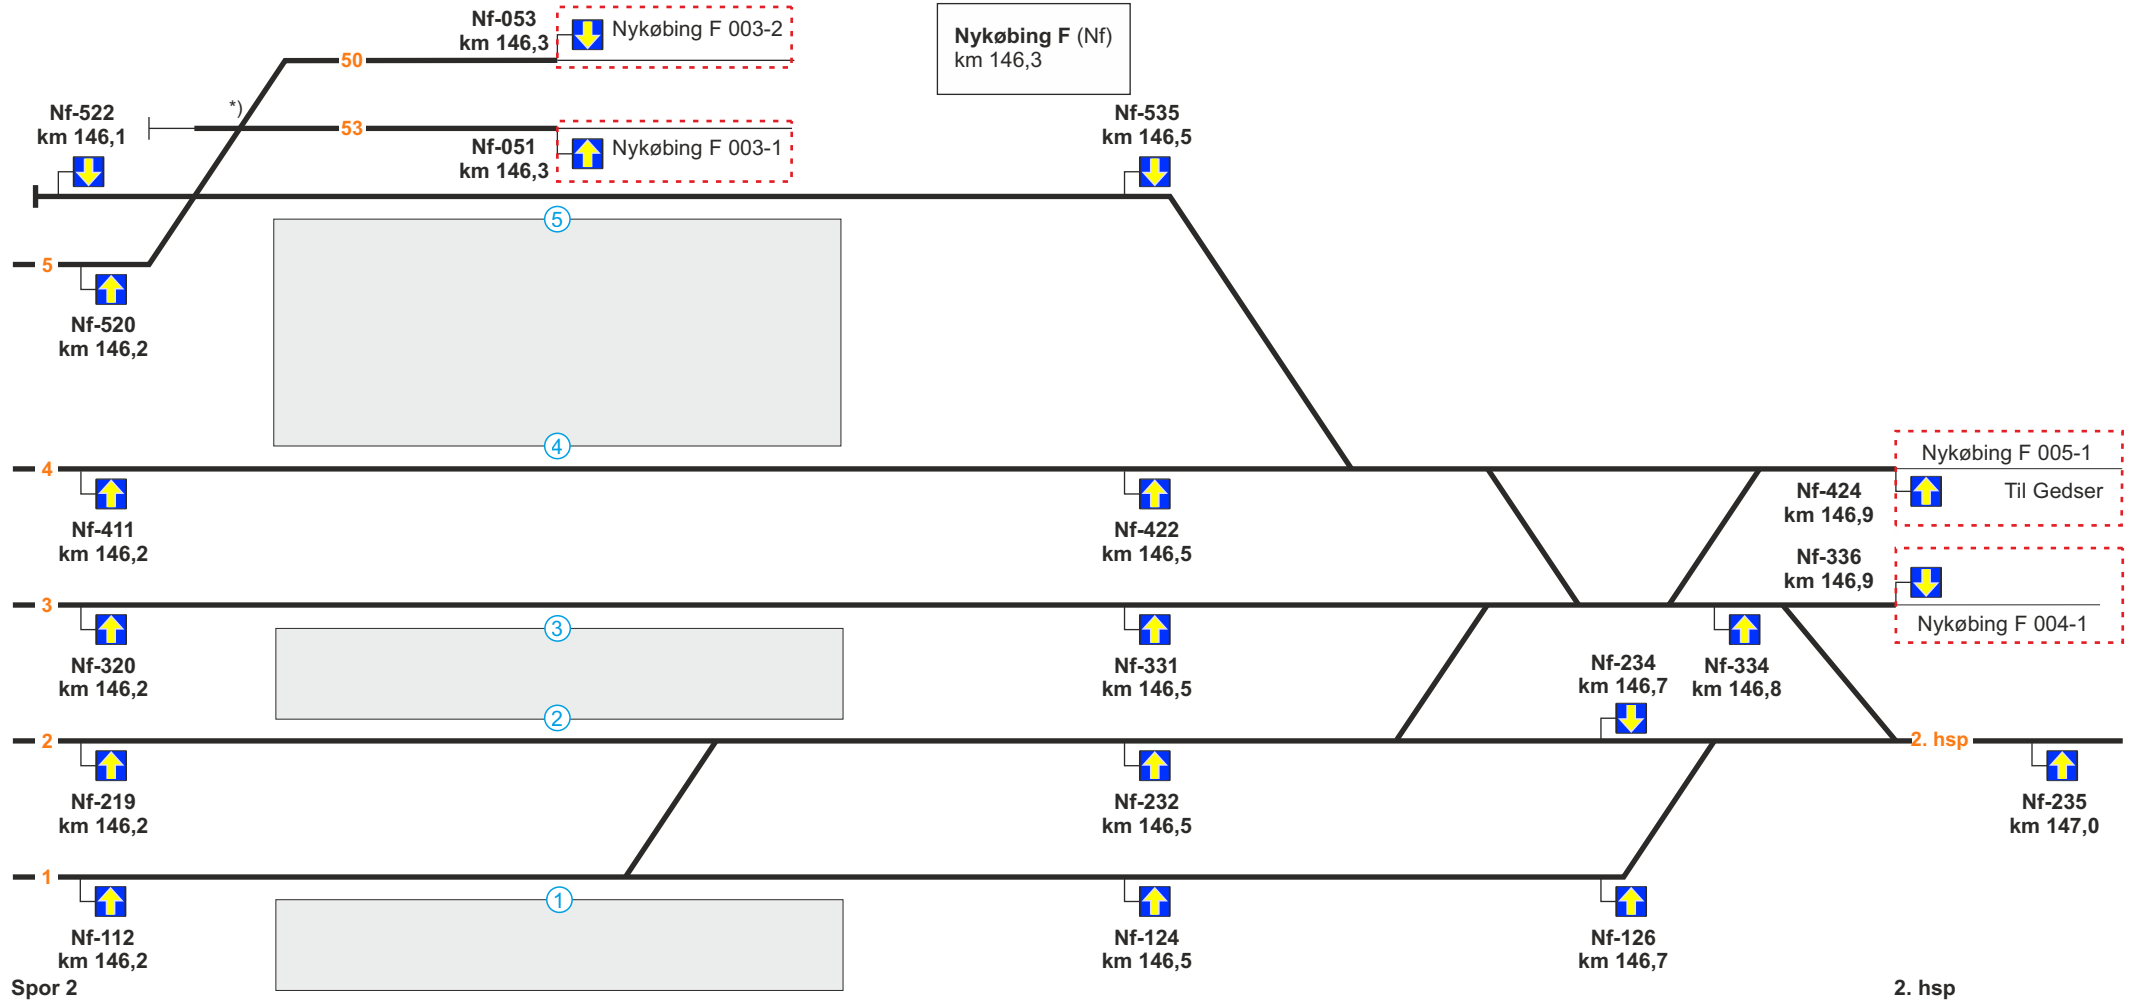 Nf-053
km 146,3
Nykøbing F 003-2
50
Nykøbing F (Nf)
km 146,3
Nf-522
km 146,1
*)
53
Nf-051
km 146,3
Nykøbing F 003-1
Nf-535
km 146,5
5
5
Nf-520
km 146,2
4
4
Nf-411
km 146,2
Nf-422
km 146,5
Nykøbing F 005-1
Nf-424
km 146,9
Til Gedser
Nf-336
km 146,9
Nykøbing F 004-1
3
3
Nf-320
km 146,2
Nf-331
km 146,5
Nf-234
km 146,7
Nf-334
km 146,8
2
2
2. hsp
Nf-219
km 146,2
Nf-232
km 146,5
Nf-235
km 147,0
1
1
Nf-112
km 146,2
Nf-124
km 146,5
Nf-126
km 146,7
Spor 2
2. hsp